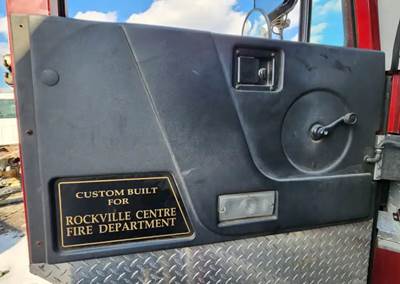 CUSTOM BUILT
FOR
ROCKVILLE CENTRE
FIRE DEPARTMENT